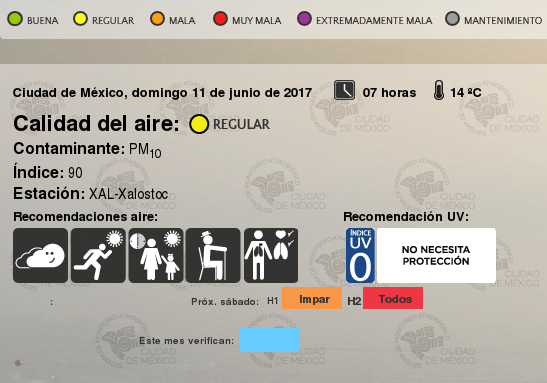 BUENA REGULAR MALA MUY MALA EXTREMADAMENTE MALA MANTENIMIENTO
Ciudad de México, domingo 11 de junio de 2017 07 horas 14 ºC
Calidad del aire: REGULAR
Contaminante: PM10
Índice: 90
Estación: XAL-Xalostoc
Recomendaciones aire: Recomendación UV:
ÍNDICE UV 0 NO NECESITA PROTECCIÓN
: Próx. sábado: H1 Impar H2 Todos
Este mes verifican: